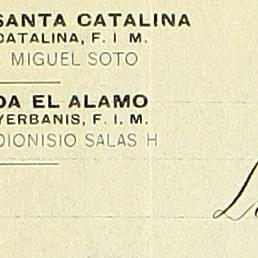 SANTA CATALINA
CATALINA, F. I M.
MIGUEL SOTO
DA EL ALAMO
YERBANIS, F. I. M.
DIONISIO SALAS H